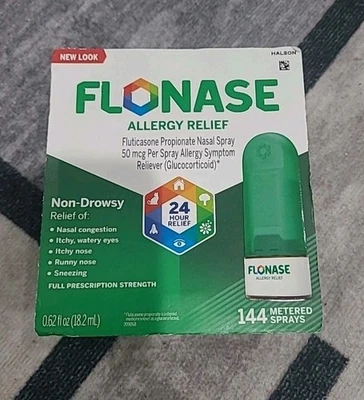 NEW LOOK
HALEON
FLONASE
ALLERGY RELIEF
Fluticasone Propionate Nasal Spray
50 mcg Per Spray Allergy Symptom
Reliever (Glucocorticoid)*
Non-Drowsy
Relief of:
• Nasal congestion
• Itchy, watery eyes
• Itchy nose
• Runny nose
• Sneezing
FULL PRESCRIPTION STRENGTH
24
HOUR
RELIEF
FLONASE
ALLERGY RELIEF
0.62 fl oz (18.2 mL)
144 METERED
SPRAYS